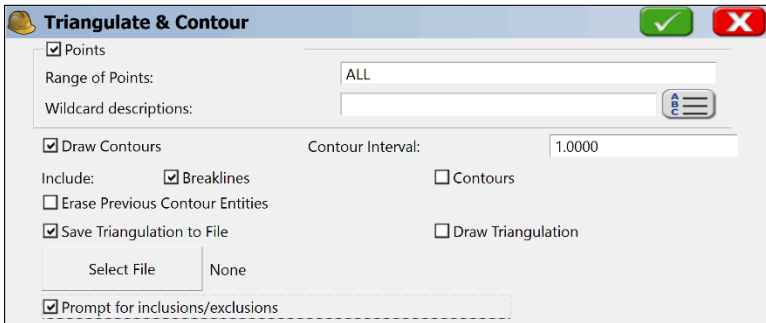 Triangulate & Contour
Points
Range of Points: ALL
Wildcard descriptions:
A
B
C
Draw Contours Contour Interval: 1.0000
Include: Breaklines Contours
Erase Previous Contour Entities
Save Triangulation to File Draw Triangulation
Select File None
Prompt for inclusions/exclusions